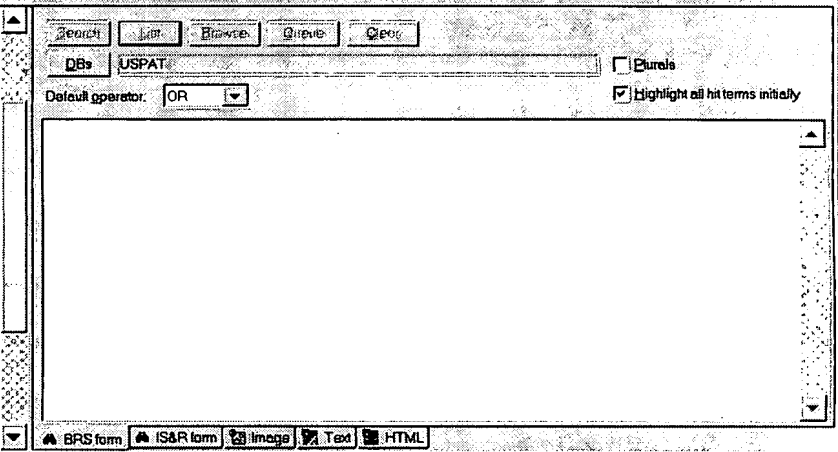 Search List Browse Queue Clear
DBs USPAT Plurals
Default operator: OR Highlight all hit terms initially
BRS form IS&R form Image Text HTML